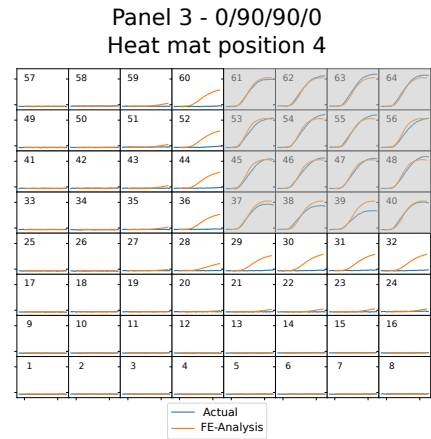 Panel 3 - 0/90/90/0
Heat mat position 4
57 58 59 60 61 62 63 64
49 50 51 52 53 54 55 56
41 42 43 44 45 46 47 48
33 34 35 36 37 38 39 40
25 26 27 28 29 30 31 32
17 18 19 20 21 22 23 24
9 10 11 12 13 14 15 16
1 2 3 4 5 6 7 8
Actual
FE-Analysis